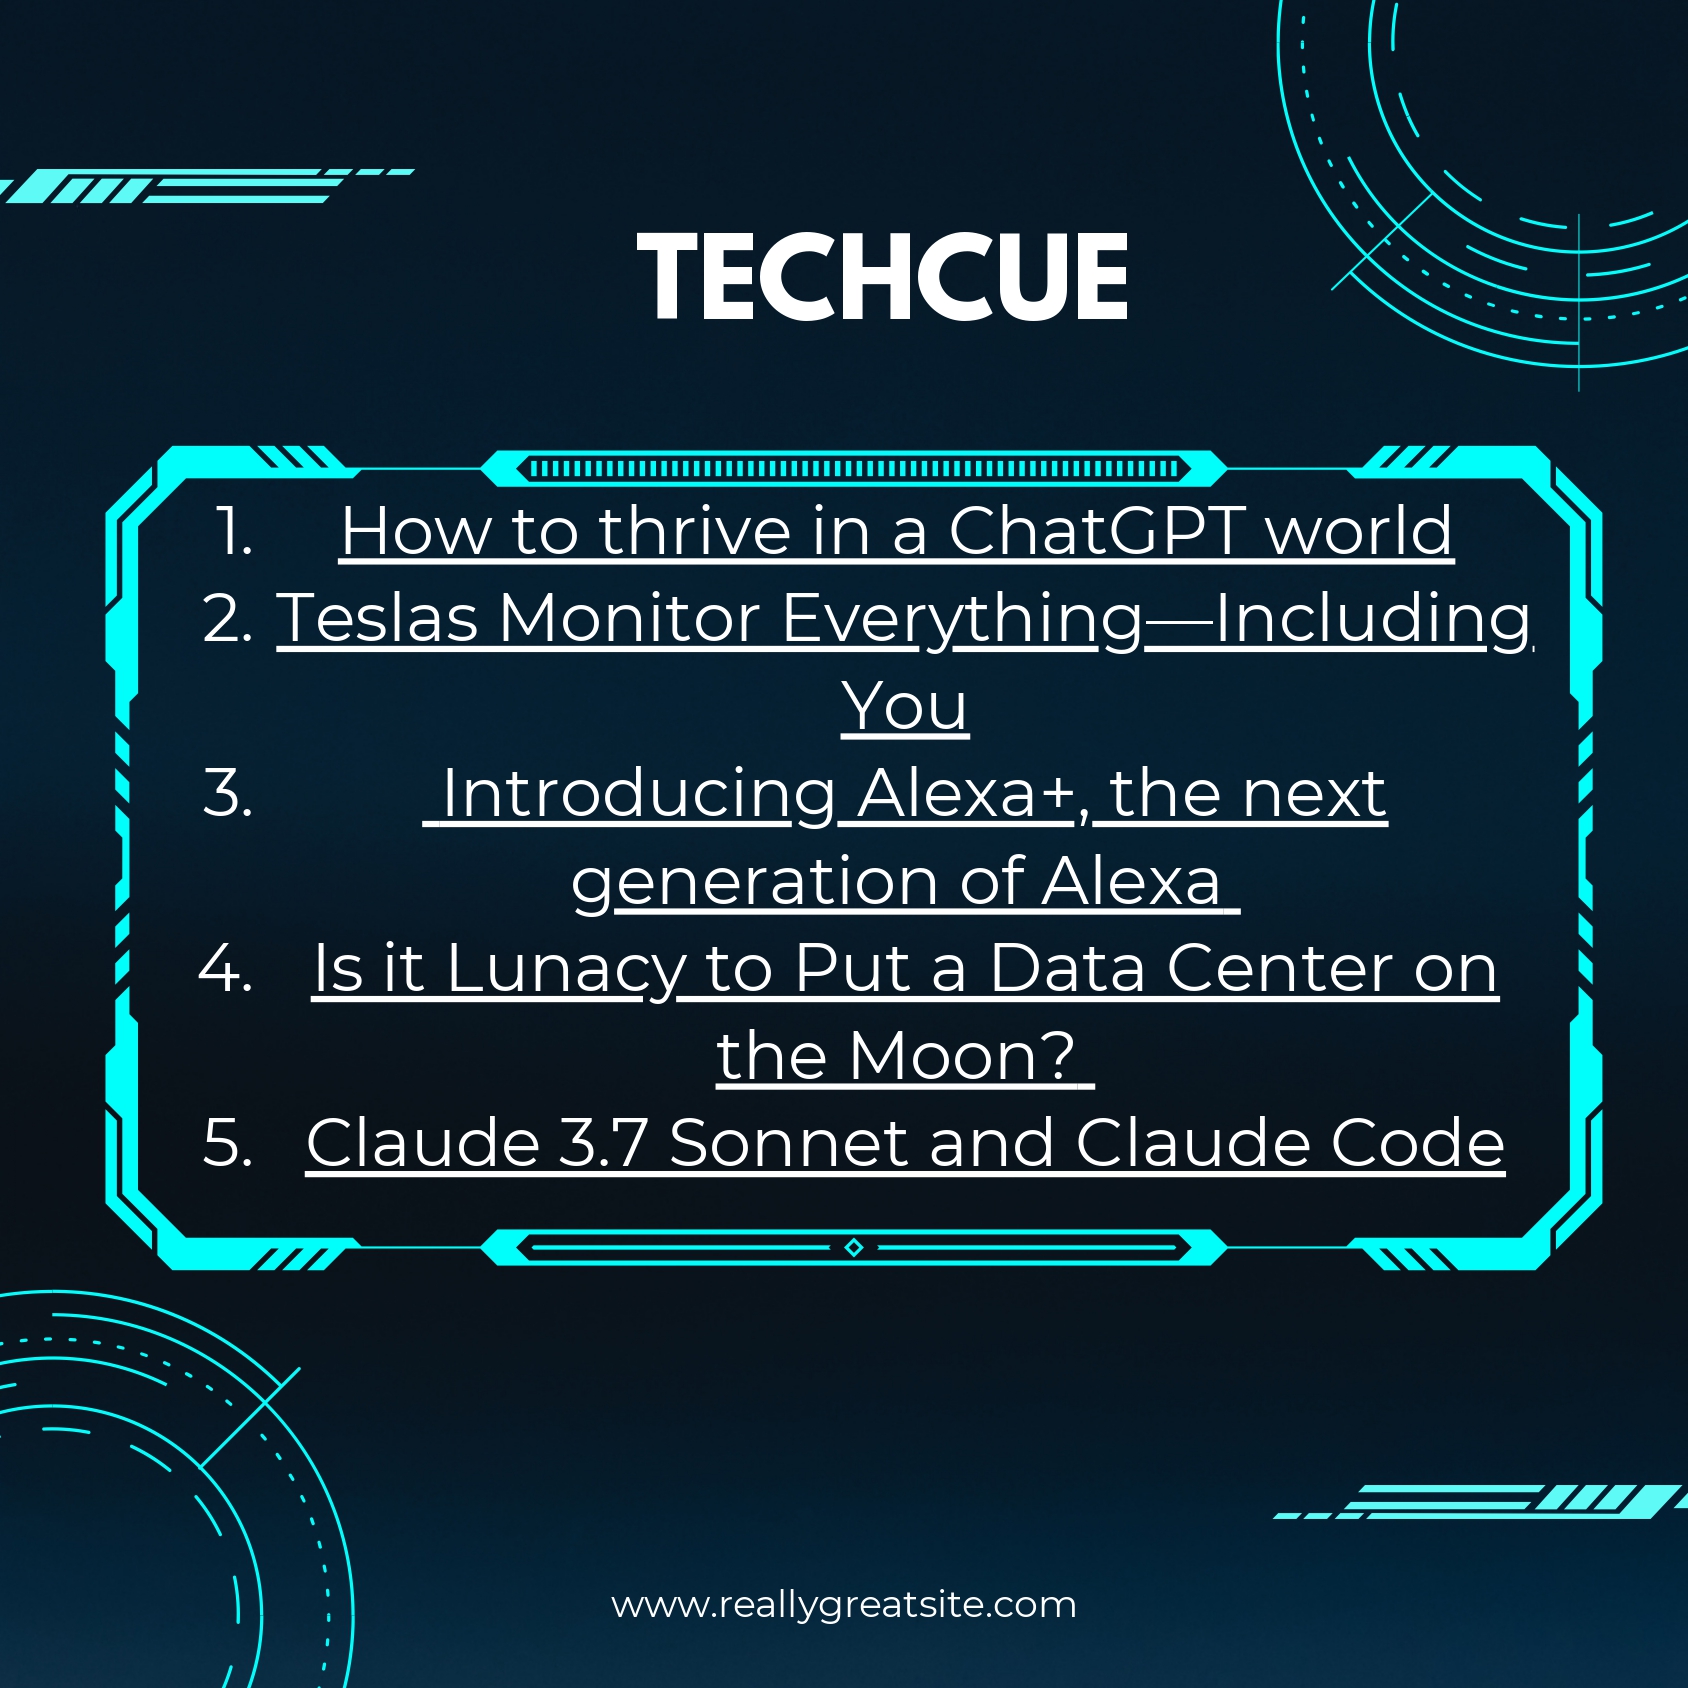 TECHCUE
1. How to thrive in a ChatGPT world
2. Teslas Monitor Everything—Including
You
3. Introducing Alexa+, the next
generation of Alexa
4. Is it Lunacy to Put a Data Center on
the Moon?
5. Claude 3.7 Sonnet and Claude Code
www.reallygreatsite.com